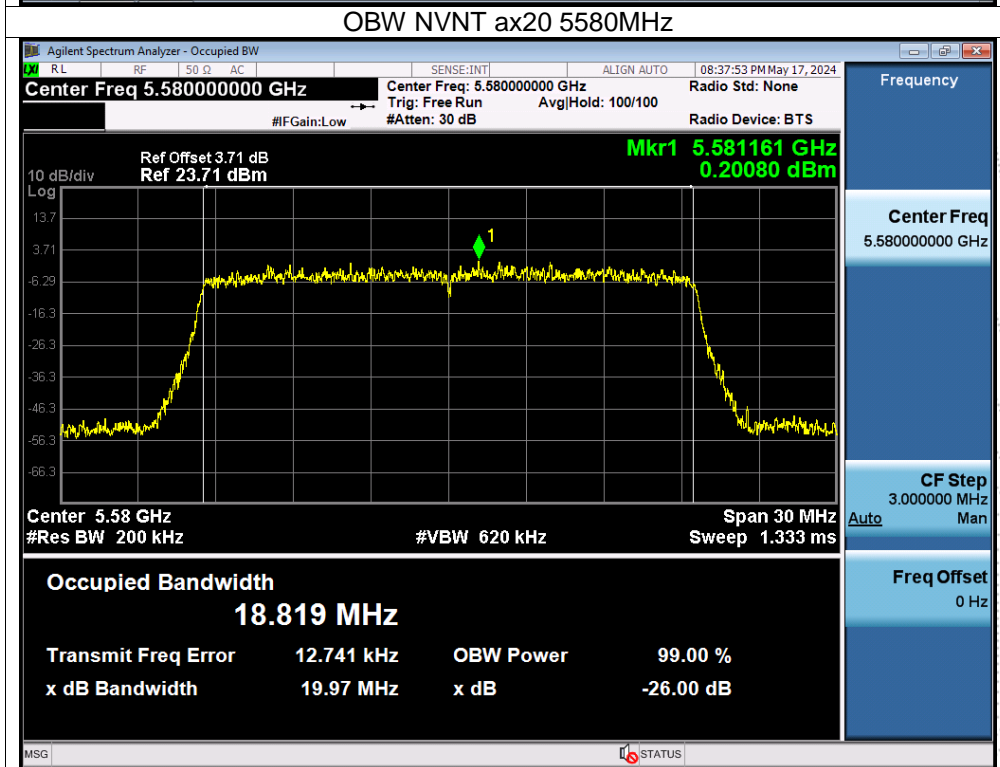 OBW NVNT ax20 5580MHz
Agilent Spectrum Analyzer - Occupied BW
LXI RL RF 50 Ω AC SENSE:INT ALIGN AUTO 08:37:53 PM May 17, 2024
Center Freq 5.580000000 GHz
Center Freq: 5.580000000 GHz Radio Std: None
Trig: Free Run Avg|Hold: 100/100
#IFGain:Low #Atten: 30 dB Radio Device: BTS
Frequency
Mkr1 5.581161 GHz
0.20080 dBm
Ref Offset 3.71 dB
10 dB/div Ref 23.71 dBm
Log
13.7
3.71
-6.29
-16.3
-26.3
-36.3
-46.3
-56.3
-66.3
1
Center 5.58 GHz Span 30 MHz
#Res BW 200 kHz #VBW 620 kHz Sweep 1.333 ms
Occupied Bandwidth
18.819 MHz
Transmit Freq Error 12.741 kHz OBW Power 99.00 %
x dB Bandwidth 19.97 MHz x dB -26.00 dB
Center Freq
5.580000000 GHz
CF Step
3.000000 MHz
Auto Man
Freq Offset
0 Hz
MSG STATUS